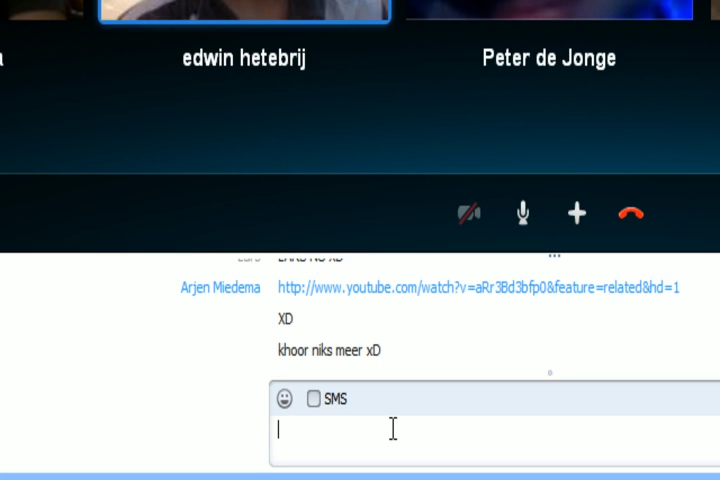 edwin hetebrij
Peter de Jonge
Arjen Miedema
http://www.youtube.com/watch?v=aRr3Bd3bfp0&feature=related&hd=1
XD
khoor niks meer xD
SMS